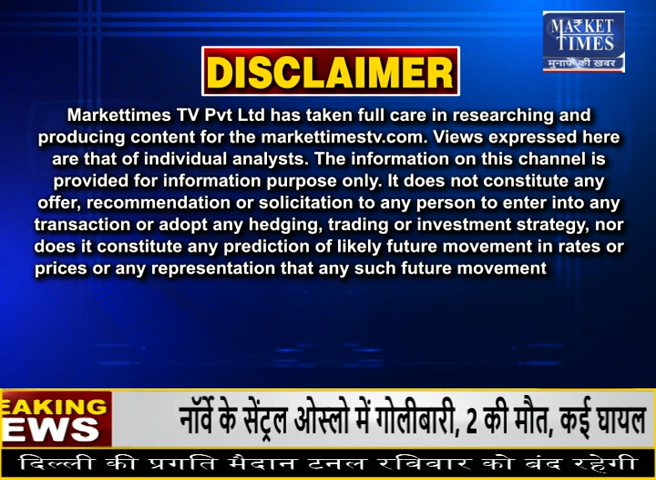 MARKET
TIMES
मुनाफे की ख़बर
DISCLAIMER
Markettimes TV Pvt Ltd has taken full care in researching and
producing content for the markettimestv.com. Views expressed here
are that of individual analysts. The information on this channel is
provided for information purpose only. It does not constitute any
offer, recommendation or solicitation to any person to enter into any
transaction or adopt any hedging, trading or investment strategy, nor
does it constitute any prediction of likely future movement in rates or
prices or any representation that any such future movement
EAKING
EWS
नॉर्वे के सेंट्रल ओस्लो में गोलीबारी, 2 की मौत, कई घायल
दिल्ली की प्रगति मैदान टनल रविवार को बंद रहेगी